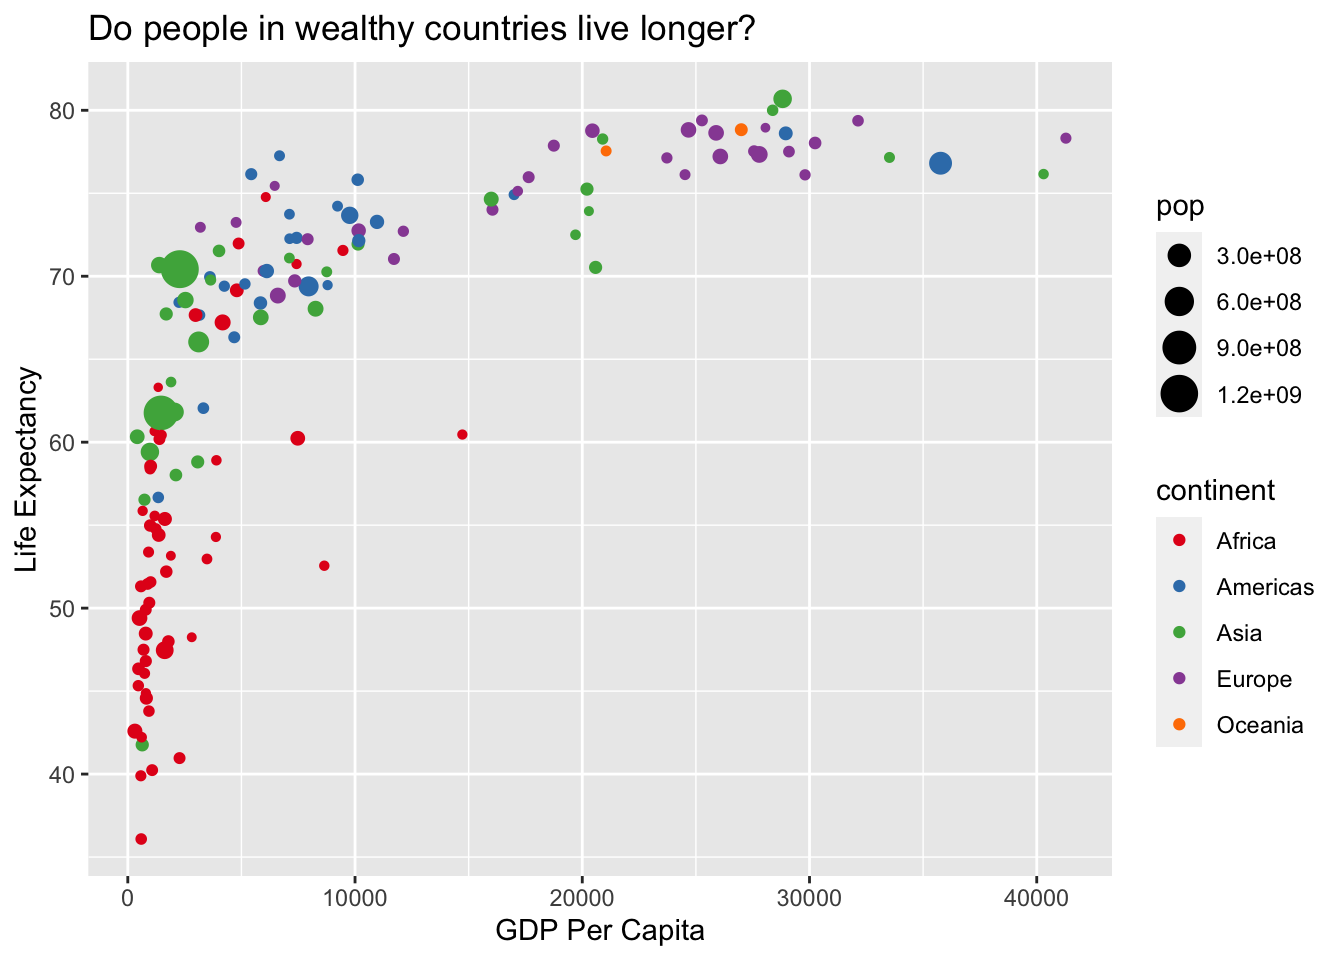 Do people in wealthy countries live longer?
80
70
60
50
40
Life Expectancy
0 10000 20000 30000 40000
GDP Per Capita
pop
3.0e+08
6.0e+08
9.0e+08
1.2e+09
continent
Africa
Americas
Asia
Europe
Oceania